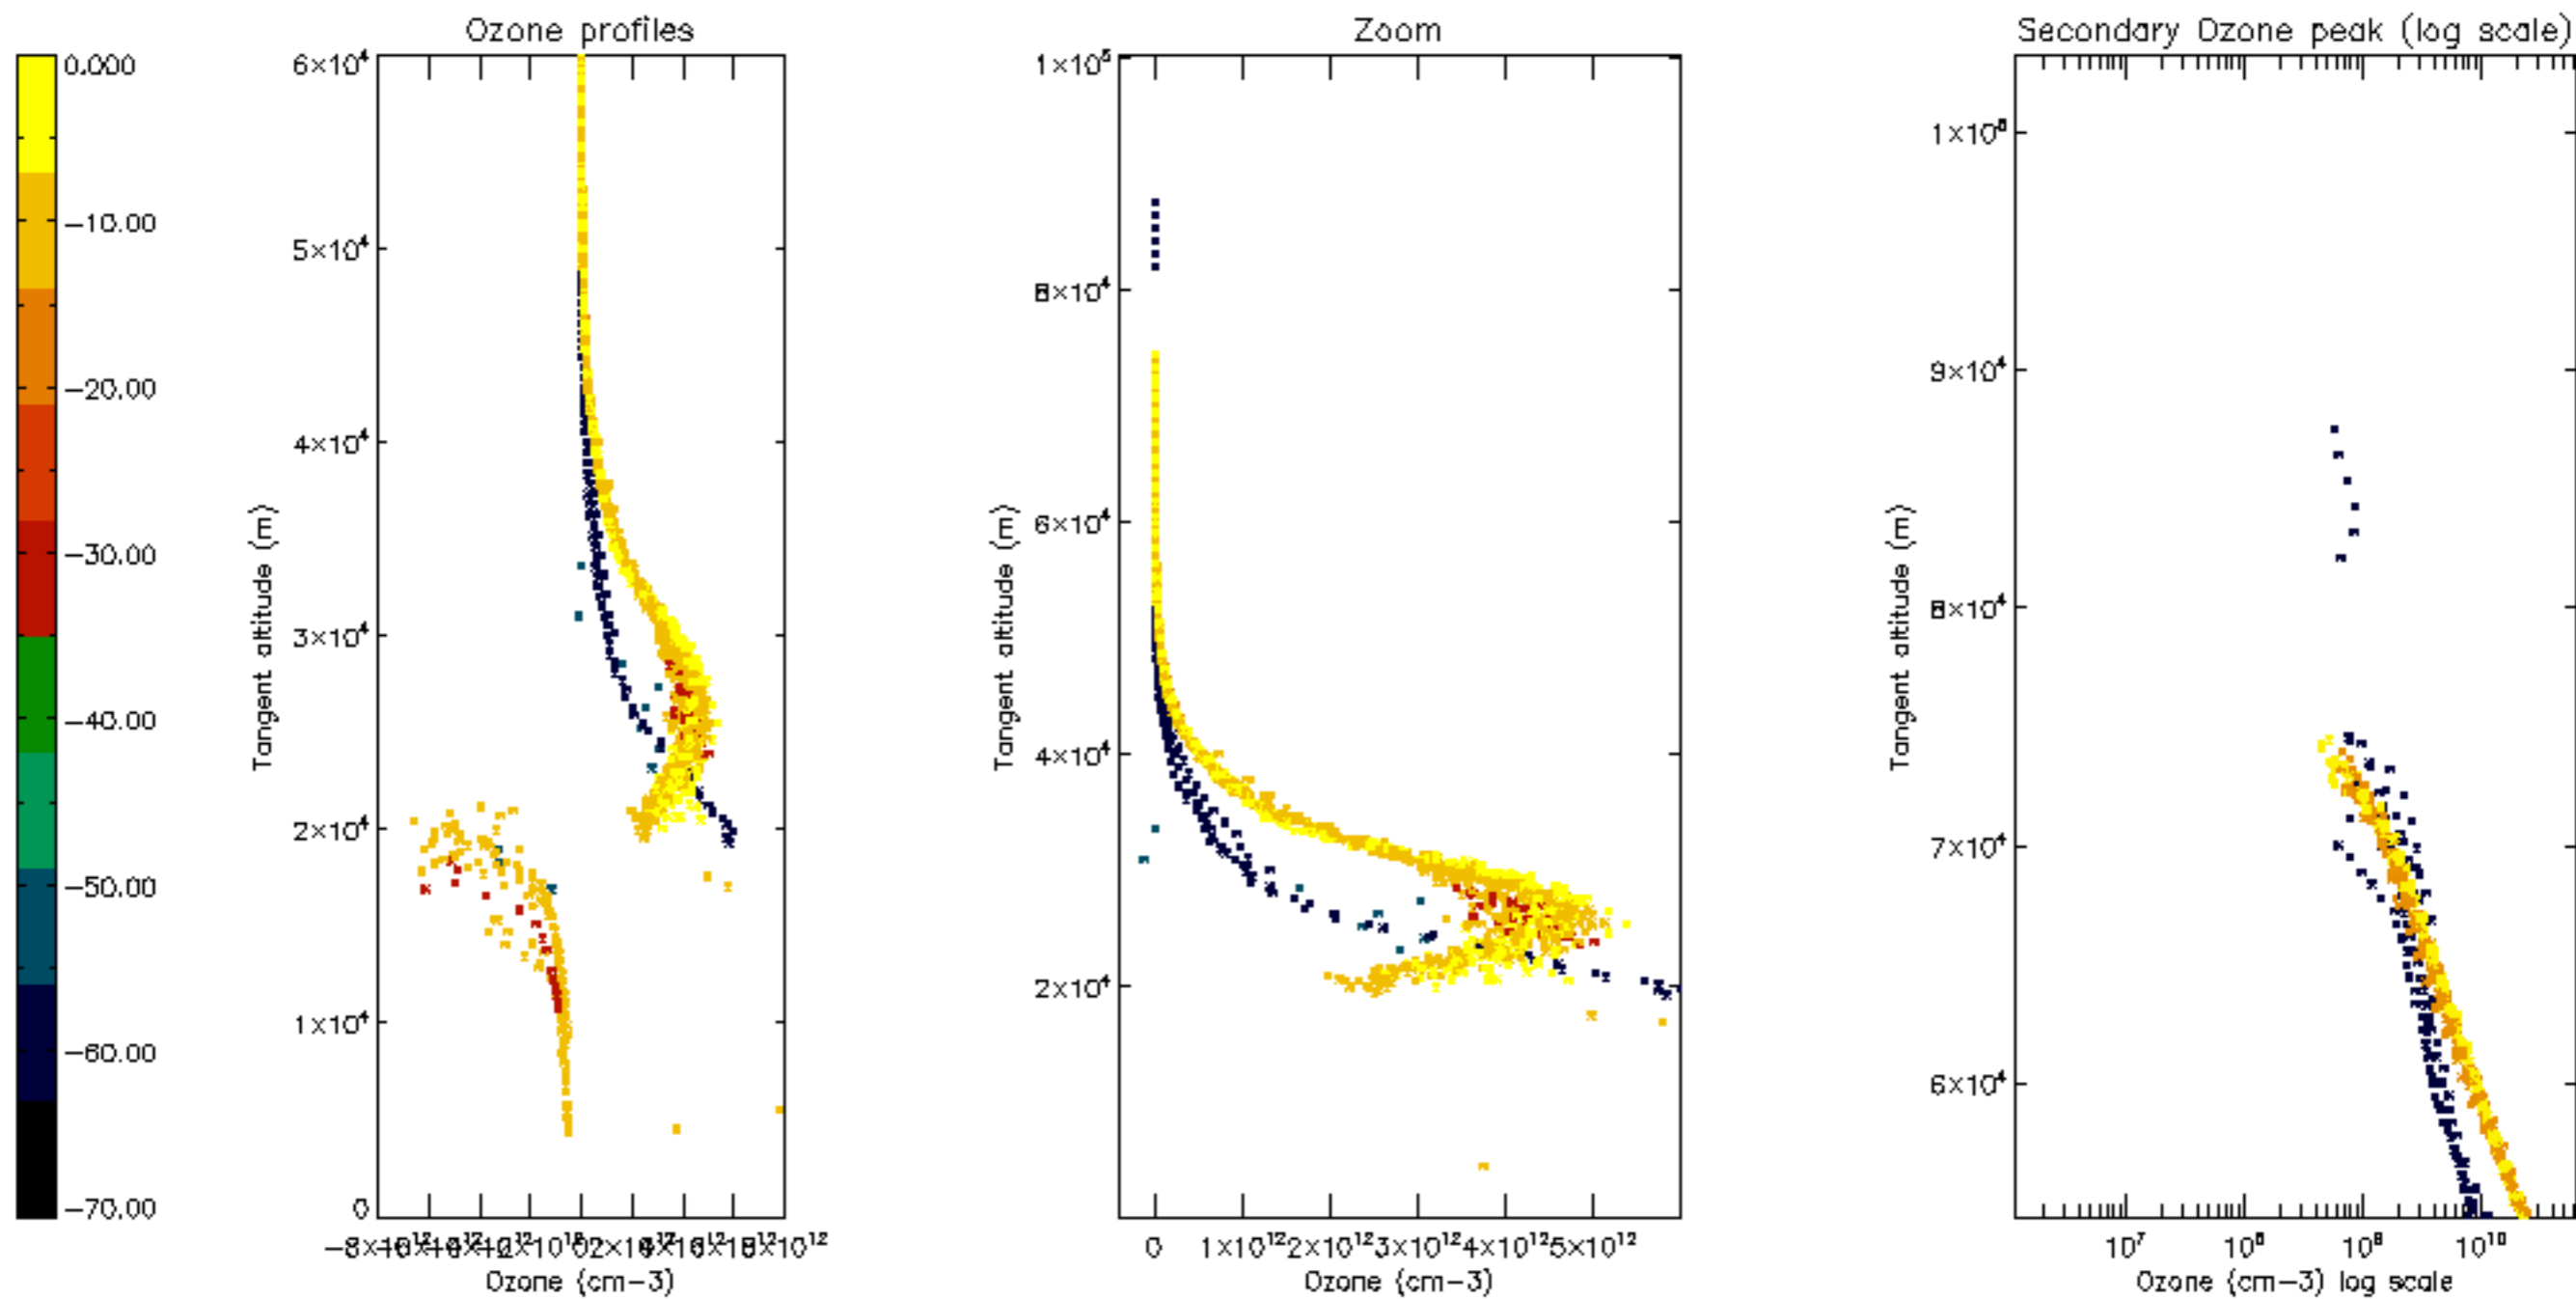 Ozone profiles
Zoom
Secondary Ozone peak (log scale)
0.000
-10.00
-20.00
-30.00
-40.00
-50.00
-60.00
-70.00
6×10⁴
5×10⁴
4×10⁴
3×10⁴
2×10⁴
1×10⁴
0
Tangent altitude (m)
Ozone (cm-3)
1×10⁵
8×10⁴
6×10⁴
4×10⁴
2×10⁴
Tangent altitude (m)
0 1×10¹² 2×10¹² 3×10¹² 4×10¹² 5×10¹²
Ozone (cm-3)
9×10⁴
8×10⁴
7×10⁴
6×10⁴
Tangent altitude (m)
10⁷ 10⁸ 10⁹ 10¹⁰
Ozone (cm-3) log scale